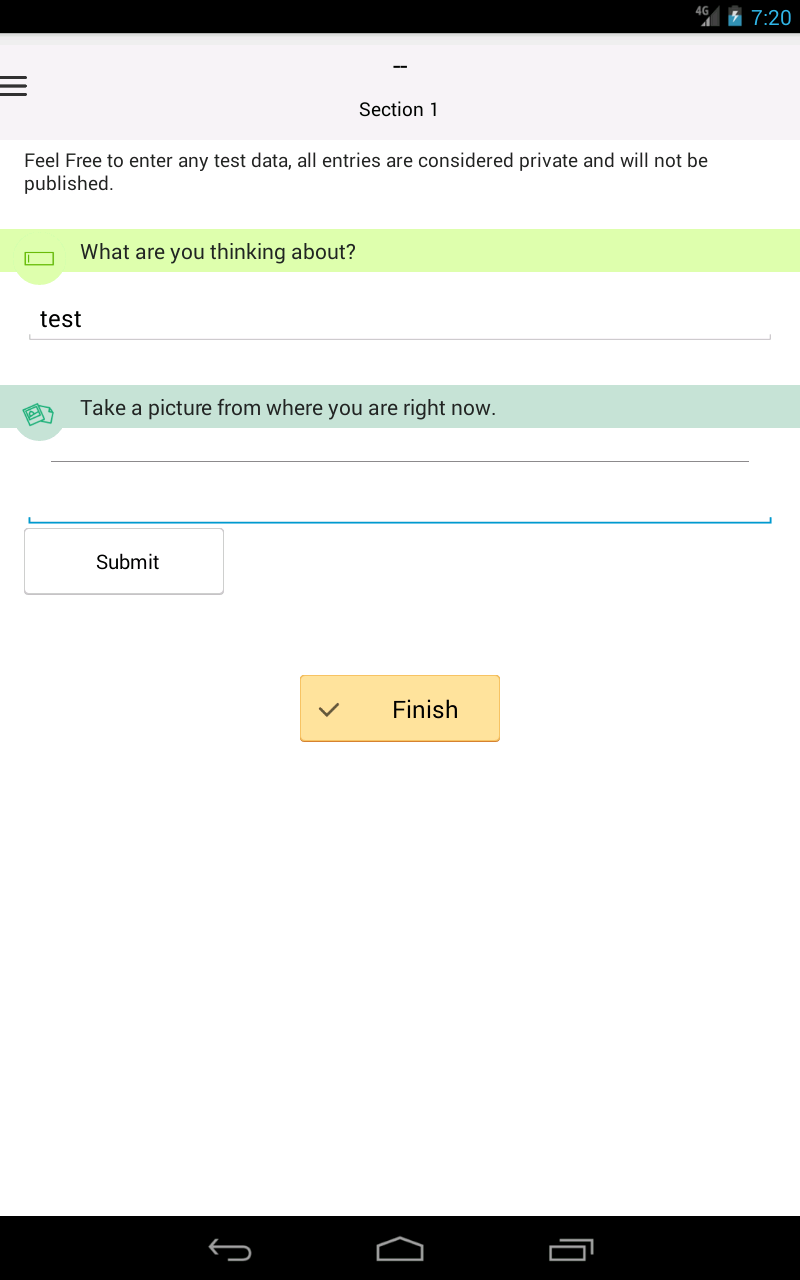 4G 7:20
--
Section 1
Feel Free to enter any test data, all entries are considered private and will not be
published.
What are you thinking about?
test
Take a picture from where you are right now.
Submit
Finish